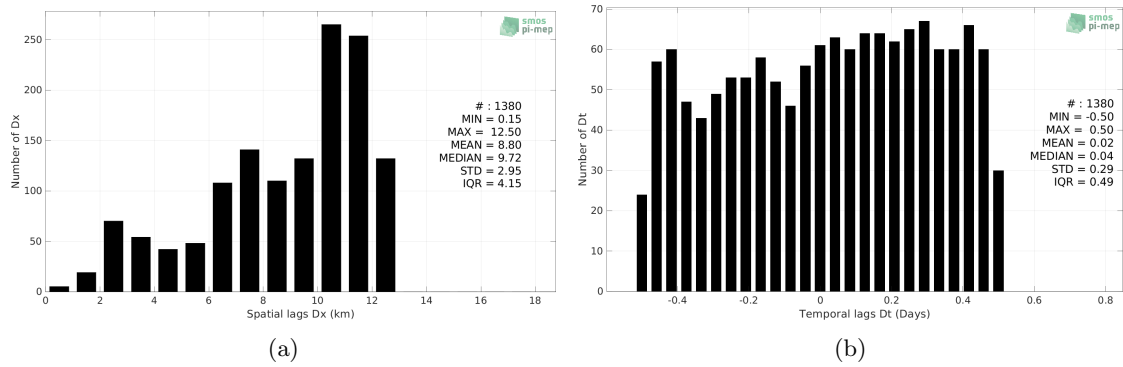 smos
pi-mep
250
200
150
100
50
0
Number of Dx
# : 1380
MIN = 0.15
MAX = 12.50
MEAN = 8.80
MEDIAN = 9.72
STD = 2.95
IQR = 4.15
0 2 4 6 8 10 12 14 16 18
Spatial lags Dx (km)
(a)
smos
pi-mep
70
60
50
40
30
20
10
0
Number of Dt
# : 1380
MIN = -0.50
MAX = 0.50
MEAN = 0.02
MEDIAN = 0.04
STD = 0.29
IQR = 0.49
-0.4 -0.2 0 0.2 0.4 0.6 0.8
Temporal lags Dt (Days)
(b)